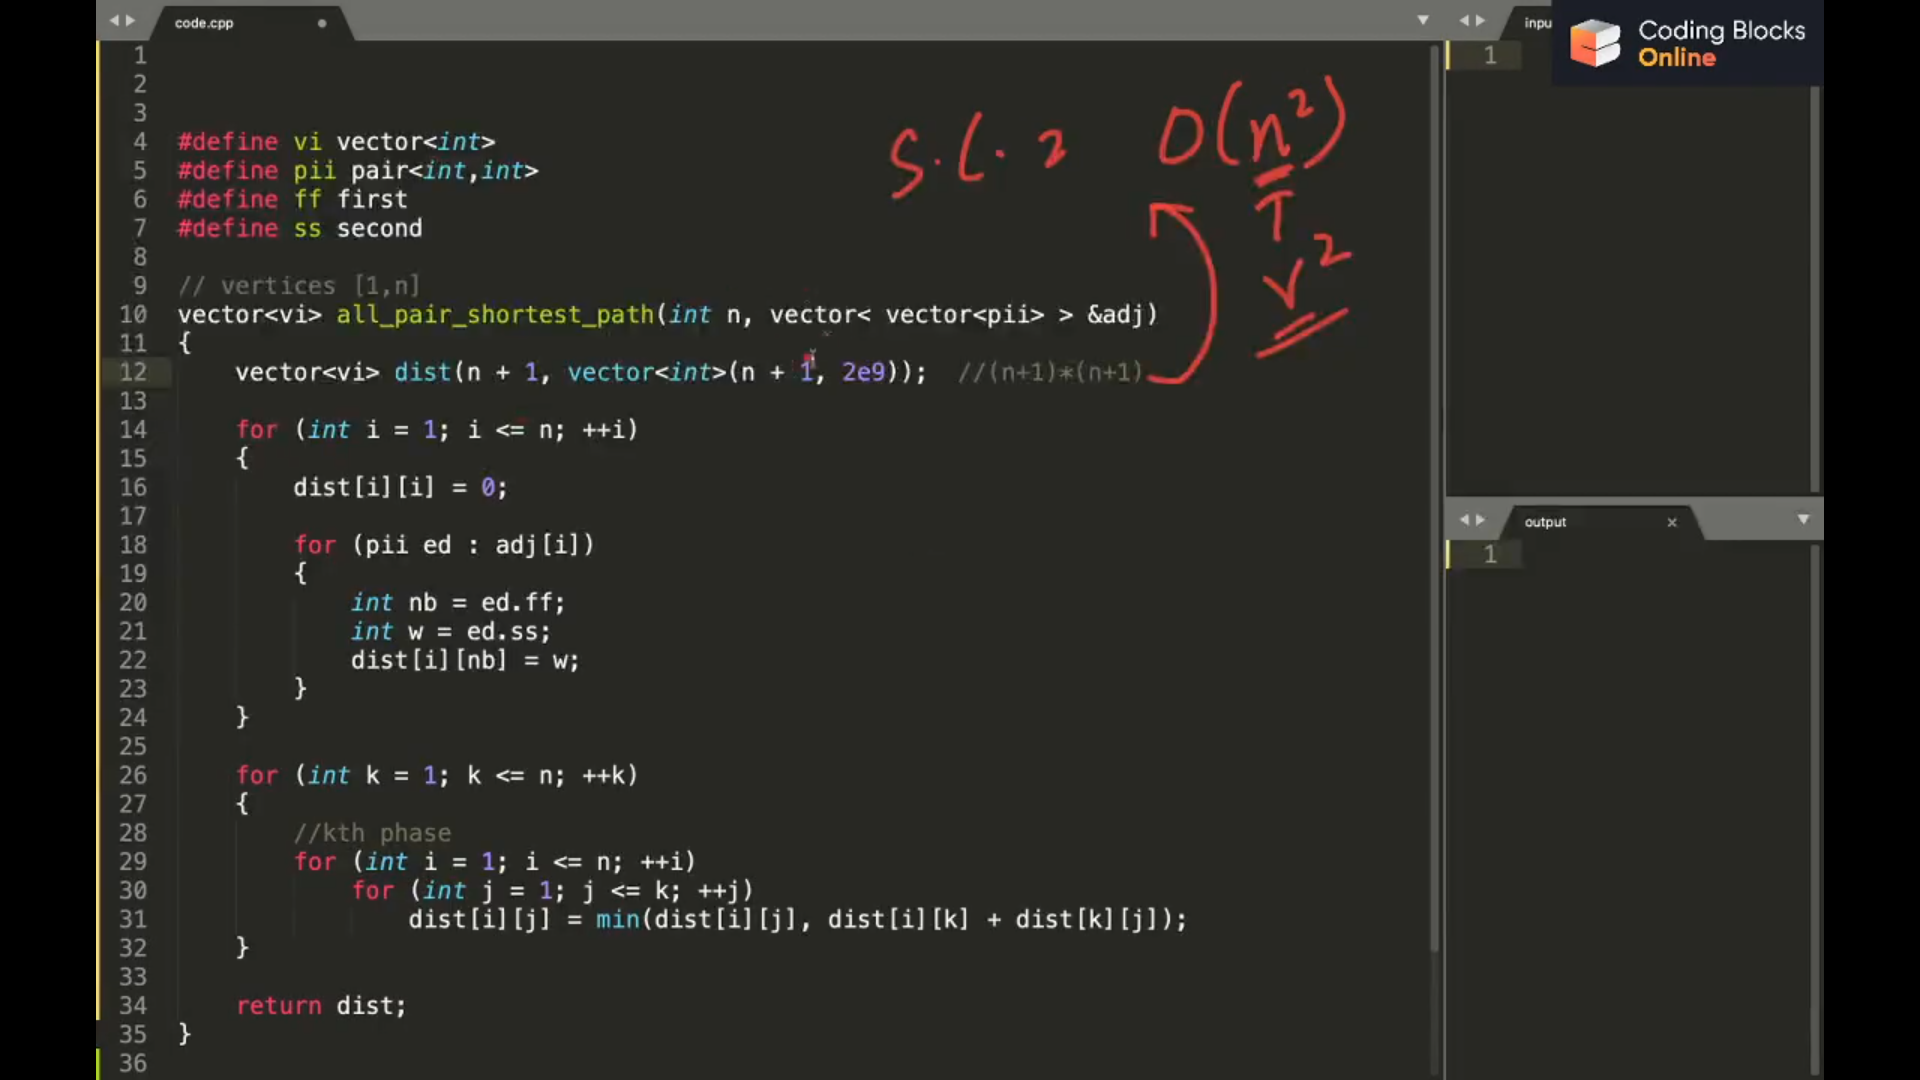 code.cpp
inpu
Coding Blocks
Online
1
2
3
4 #define vi vector<int>
5 #define pii pair<int,int>
6 #define ff first
7 #define ss second
8
9 // vertices [1,n]
10 vector<vi> all_pair_shortest_path(int n, vector< vector<pii> > &adj)
11 {
12 vector<vi> dist(n + 1, vector<int>(n + 1, 2e9)); //(n+1)*(n+1)
13
14 for (int i = 1; i <= n; ++i)
15 {
16 dist[i][i] = 0;
17
18 for (pii ed : adj[i])
19 {
20 int nb = ed.ff;
21 int w = ed.ss;
22 dist[i][nb] = w;
23 }
24 }
25
26 for (int k = 1; k <= n; ++k)
27 {
28 //kth phase
29 for (int i = 1; i <= n; ++i)
30 for (int j = 1; j <= k; ++j)
31 dist[i][j] = min(dist[i][j], dist[i][k] + dist[k][j]);
32 }
33
34 return dist;
35 }
36
O(n²)
V²
1
output
1